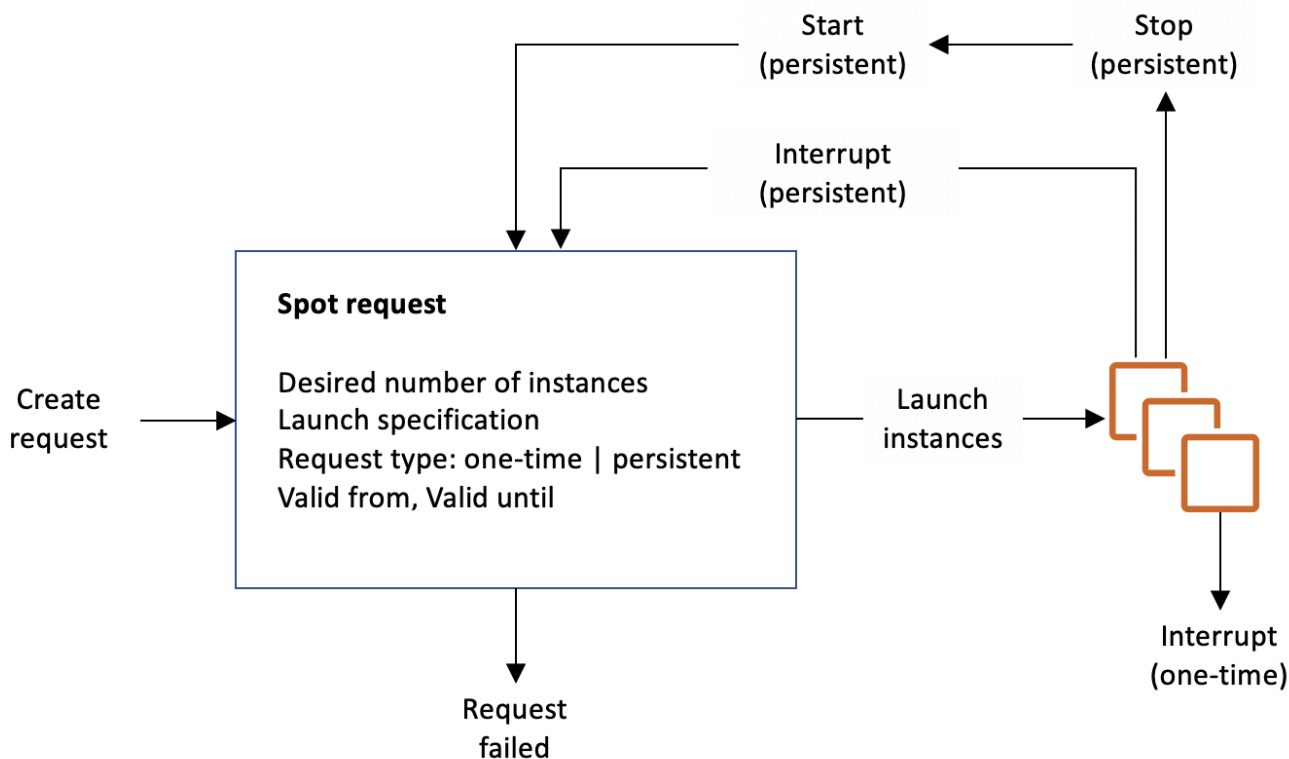 Start
(persistent)
Stop
(persistent)
Interrupt
(persistent)
Spot request
Desired number of instances
Launch specification
Request type: one-time | persistent
Valid from, Valid until
Create
request
Launch
instances
Interrupt
(one-time)
Request
failed